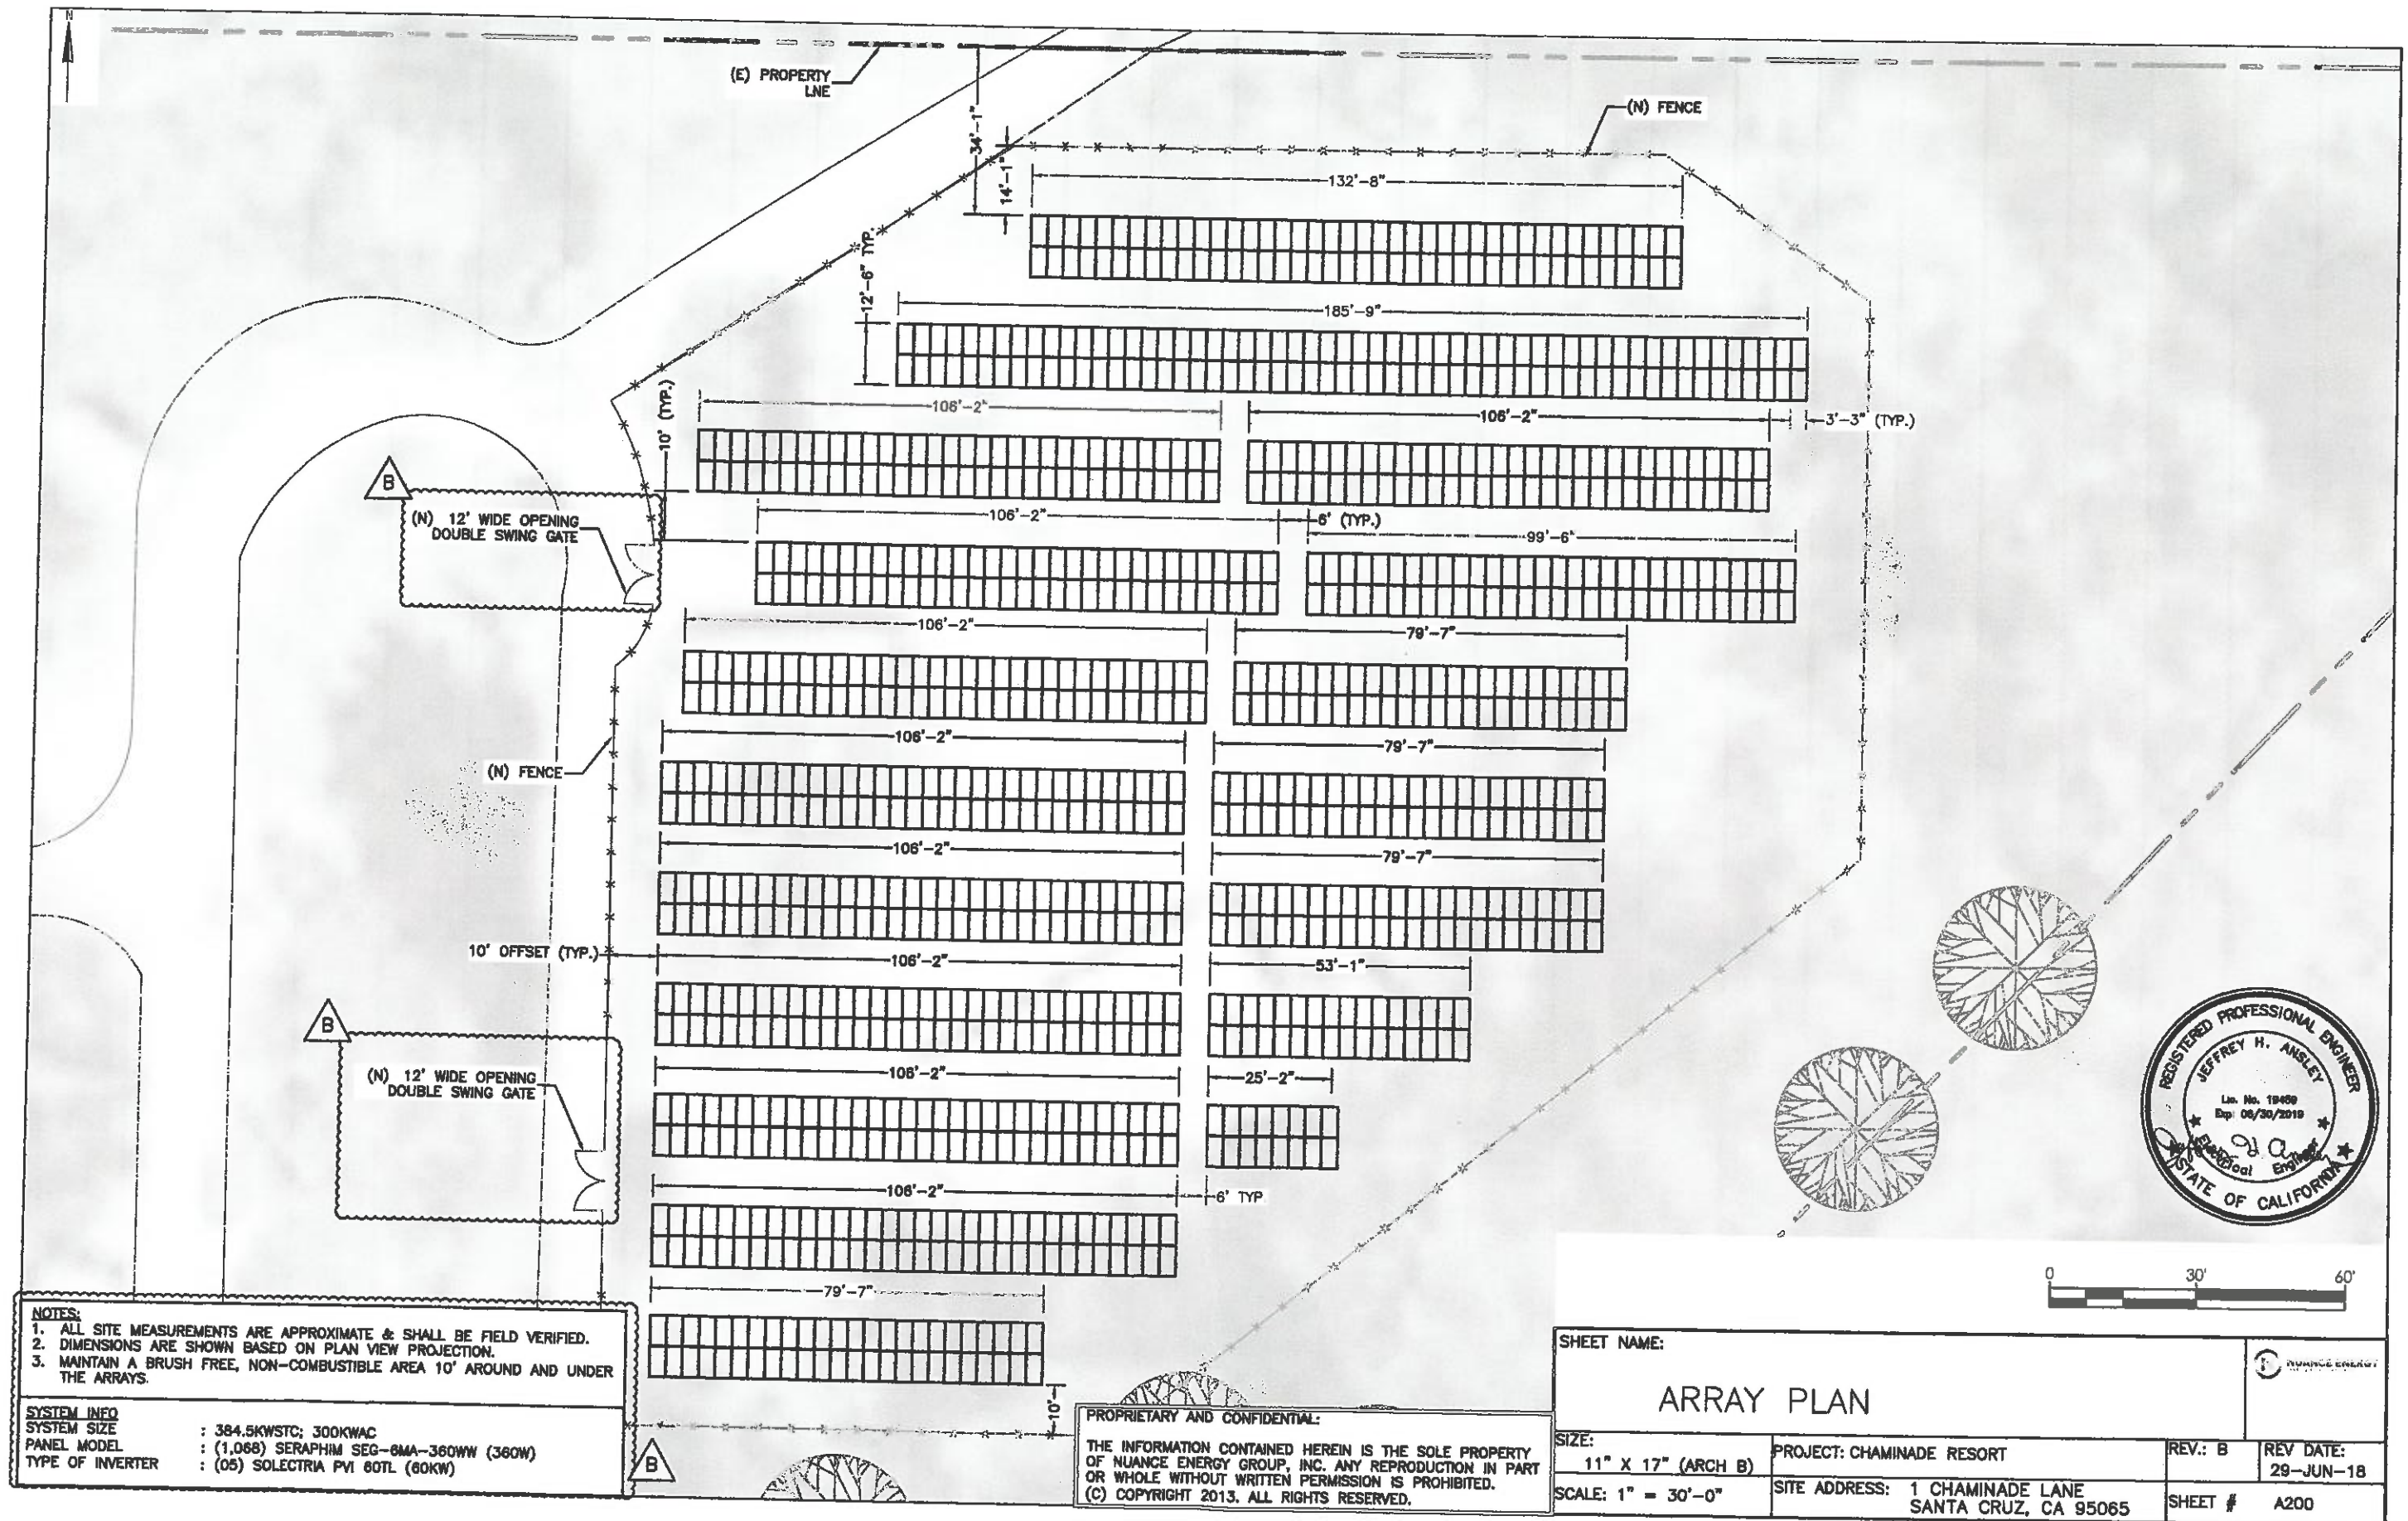 N
(E) PROPERTY
LNE
(N) FENCE
34'-1"
14'-1"
132'-8"
12'-6" TYP.
185'-9"
10' (TYP.)
106'-2"
106'-2"
3'-3" (TYP.)
B
(N) 12' WIDE OPENING
DOUBLE SWING GATE
106'-2"
6' (TYP.)
99'-6"
106'-2"
79'-7"
106'-2"
79'-7"
(N) FENCE
106'-2"
79'-7"
10' OFFSET (TYP.)
106'-2"
53'-1"
B
(N) 12' WIDE OPENING
DOUBLE SWING GATE
106'-2"
25'-2"
106'-2"
6' TYP
79'-7"
10'
REGISTERED PROFESSIONAL ENGINEER
JEFFREY H. ANSLEY
Lic. No. 19469
Exp: 06/30/2019
Electrical Engineer
STATE OF CALIFORNIA
0 30' 60'
NOTES:
1. ALL SITE MEASUREMENTS ARE APPROXIMATE & SHALL BE FIELD VERIFIED.
2. DIMENSIONS ARE SHOWN BASED ON PLAN VIEW PROJECTION.
3. MAINTAIN A BRUSH FREE, NON-COMBUSTIBLE AREA 10' AROUND AND UNDER
THE ARRAYS.
SYSTEM INFO
SYSTEM SIZE : 384.5KWSTC; 300KWAC
PANEL MODEL : (1,068) SERAPHIM SEG-6MA-360WW (360W)
TYPE OF INVERTER : (05) SOLECTRIA PVI 60TL (60KW)
B
PROPRIETARY AND CONFIDENTIAL:
THE INFORMATION CONTAINED HEREIN IS THE SOLE PROPERTY
OF NUANCE ENERGY GROUP, INC. ANY REPRODUCTION IN PART
OR WHOLE WITHOUT WRITTEN PERMISSION IS PROHIBITED.
(C) COPYRIGHT 2013. ALL RIGHTS RESERVED.
SHEET NAME:
ARRAY PLAN
NUANCE ENERGY
SIZE:
11" X 17" (ARCH B)
PROJECT: CHAMINADE RESORT
REV.: B
REV DATE:
29-JUN-18
SCALE: 1" = 30'-0"
SITE ADDRESS: 1 CHAMINADE LANE
SANTA CRUZ, CA 95065
SHEET # A200